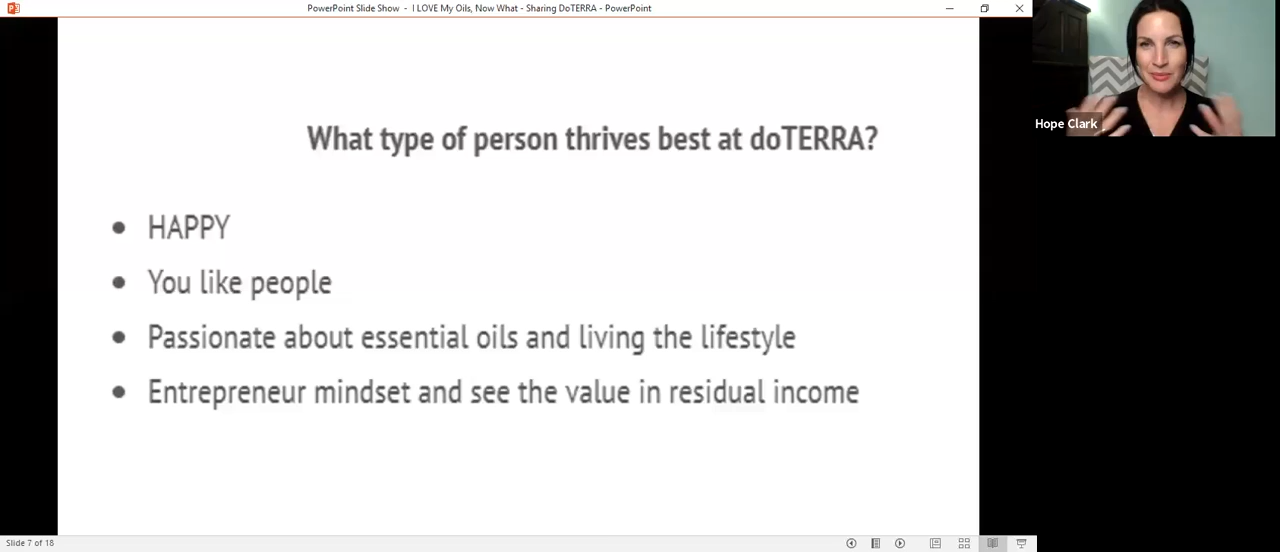 PowerPoint Slide Show - I LOVE My Oils, Now What - Sharing DoTERRA - PowerPoint
Hope Clark
What type of person thrives best at doTERRA?
• HAPPY
• You like people
• Passionate about essential oils and living the lifestyle
• Entrepreneur mindset and see the value in residual income
Slide 7 of 18